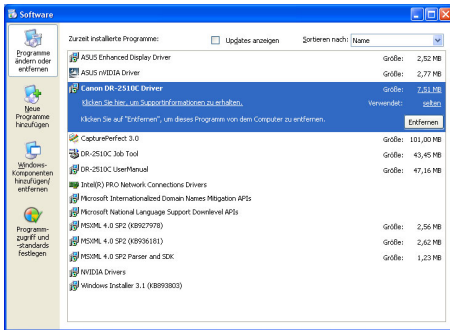 Software
Zurzeit installierte Programme:
Updates anzeigen
Sortieren nach:
Name
Programme
ändern oder
entfernen
Neue
Programme
hinzufügen
Windows-
Komponenten
hinzufügen/
entfernen
Programm-
zugriff und
-standards
festlegen
ASUS Enhanced Display Driver Größe: 2,52 MB
ASUS nVIDIA Driver Größe: 2,77 MB
Canon DR-2510C Driver Größe: 7,51 MB
Klicken Sie hier, um Supportinformationen zu erhalten. Verwendet: selten
Klicken Sie auf "Entfernen", um dieses Programm von dem Computer zu entfernen. Entfernen
CapturePerfect 3.0 Größe: 101,00 MB
DR-2510C Job Tool Größe: 43,45 MB
DR-2510C UserManual Größe: 47,16 MB
Intel(R) PRO Network Connections Drivers
Microsoft Internationalized Domain Names Mitigation APIs
Microsoft National Language Support Downlevel APIs
MSXML 4.0 SP2 (KB927978) Größe: 2,56 MB
MSXML 4.0 SP2 (KB936181) Größe: 2,62 MB
MSXML 4.0 SP2 Parser and SDK Größe: 1,23 MB
NVIDIA Drivers
Windows Installer 3.1 (KB893803)